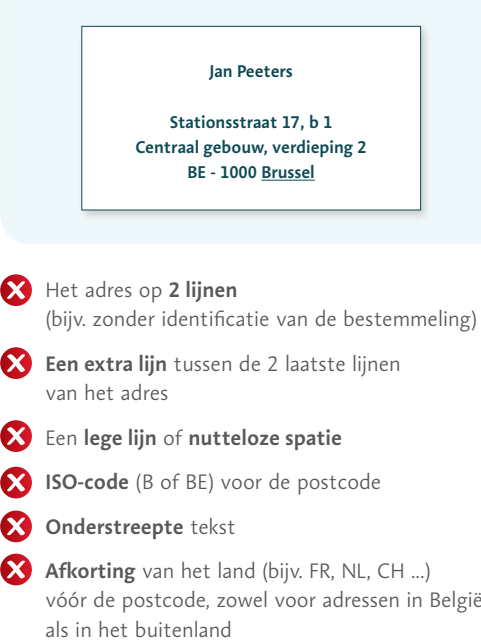 Jan Peeters
Stationsstraat 17, b 1
Centraal gebouw, verdieping 2
BE - 1000 Brussel
Het adres op 2 lijnen
(bijv. zonder identificatie van de bestemmeling)
Een extra lijn tussen de 2 laatste lijnen
van het adres
Een lege lijn of nutteloze spatie
ISO-code (B of BE) voor de postcode
Onderstreepte tekst
Afkorting van het land (bijv. FR, NL, CH ...)
vóór de postcode, zowel voor adressen in België
als in het buitenland